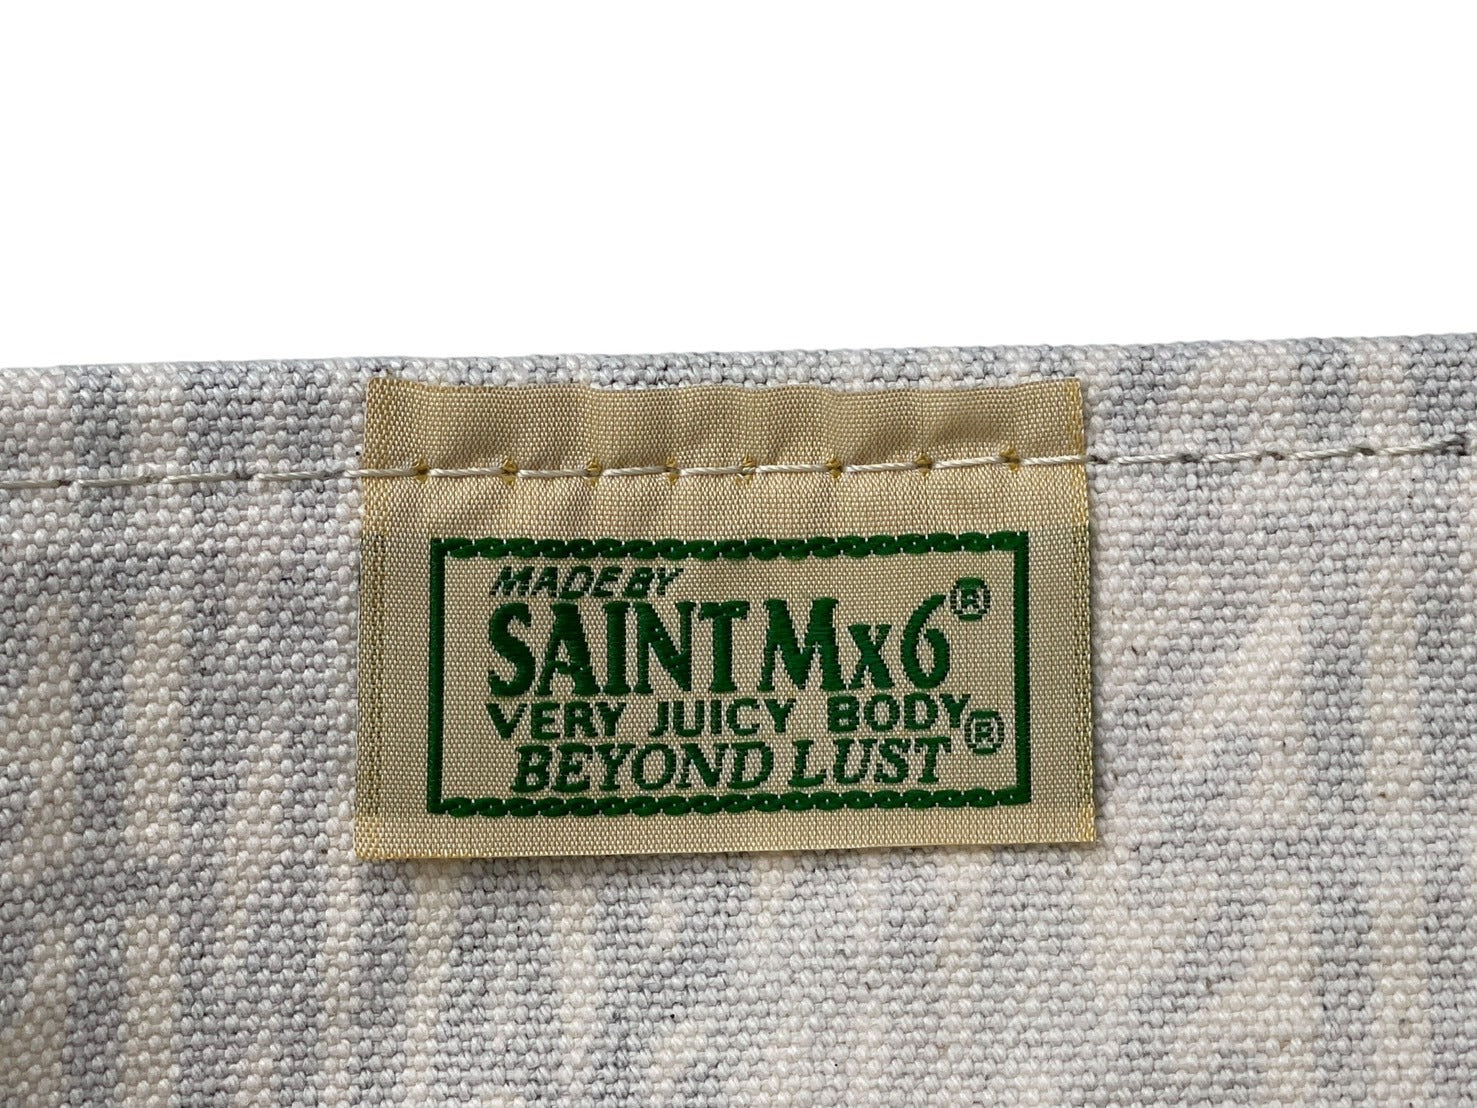 MADE BY
SAINT Mx6®
VERY JUICY BODY®
BEYOND LUST